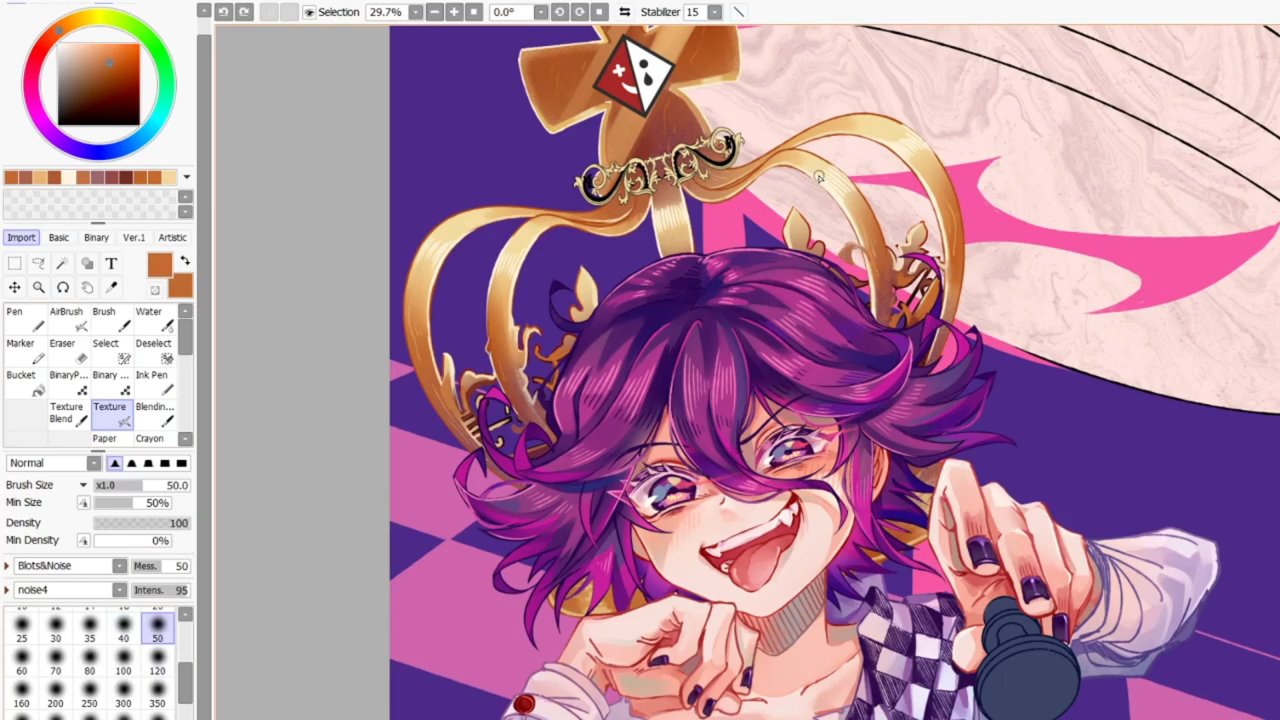 Selection 29.7% 0.0° Stabilizer 15
Import Basic Binary Ver.1 Artistic
T
Pen AirBrush Brush Water
Marker Eraser Select Deselect
Bucket BinaryP... Binary ... Ink Pen
Texture Blend Texture Blendin...
Paper Crayon
Normal
Brush Size x1.0 50.0
Min Size 50%
Density 100
Min Density 0%
Blots&Noise Mess. 50
noise4 Intens. 95
25 30 35 40 50
60 70 80 100 120
160 200 250 300 350